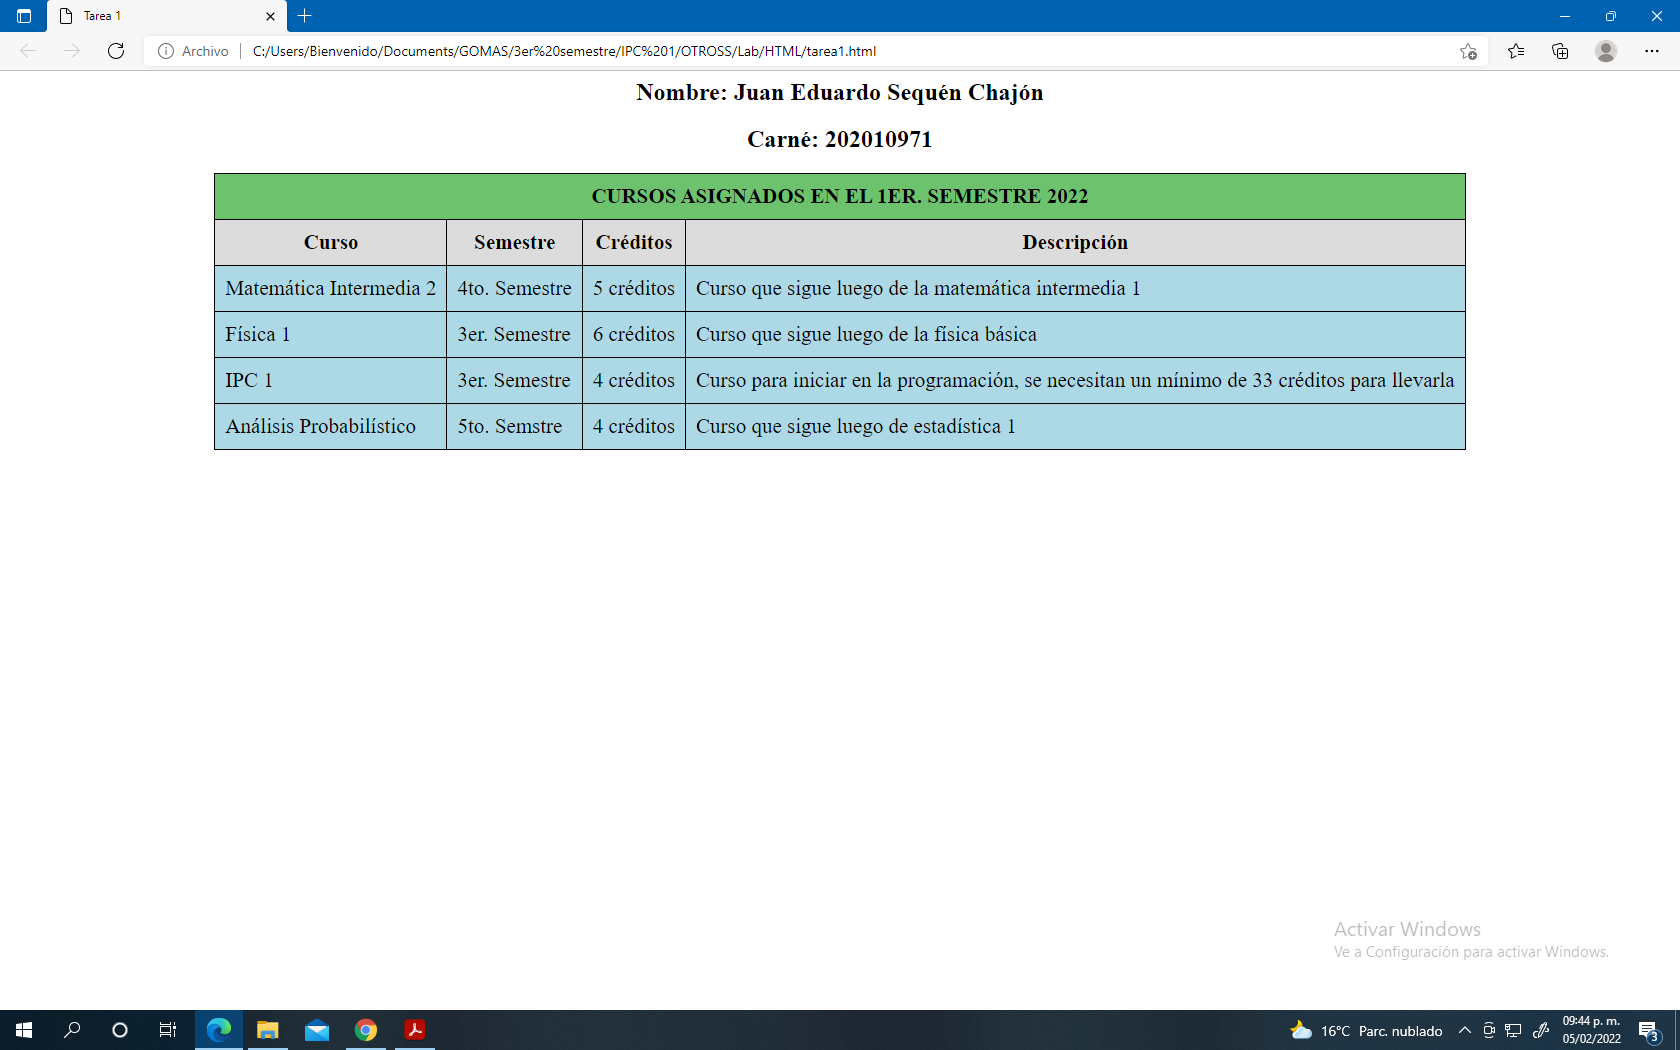 Tarea 1
Archivo C:/Users/Bienvenido/Documents/GOMAS/3er%20semestre/IPC%201/OTROSS/Lab/HTML/tarea1.html
Nombre: Juan Eduardo Sequén Chajón
Carné: 202010971
CURSOS ASIGNADOS EN EL 1ER. SEMESTRE 2022
Curso Semestre Créditos Descripción
Matemática Intermedia 2 4to. Semestre 5 créditos Curso que sigue luego de la matemática intermedia 1
Física 1 3er. Semestre 6 créditos Curso que sigue luego de la física básica
IPC 1 3er. Semestre 4 créditos Curso para iniciar en la programación, se necesitan un mínimo de 33 créditos para llevarla
Análisis Probabilístico 5to. Semstre 4 créditos Curso que sigue luego de estadística 1
Activar Windows
Ve a Configuración para activar Windows.
16°C Parc. nublado
09:44 p. m.
05/02/2022
3